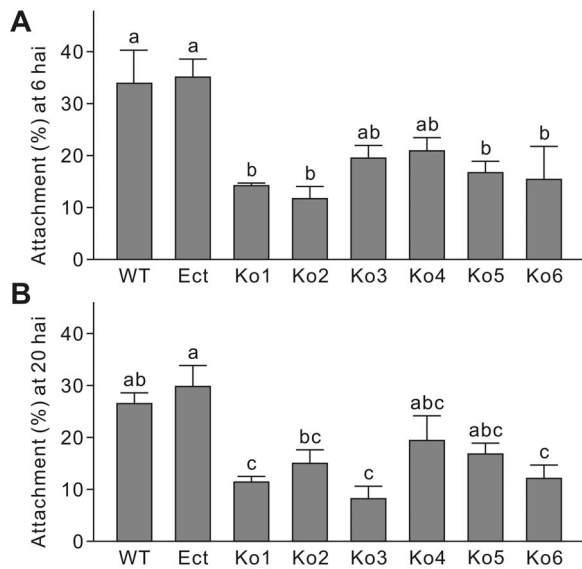 A
Attachment (%) at 6 hai
40
30
20
10
0
a a b b ab ab b b
WT Ect Ko1 Ko2 Ko3 Ko4 Ko5 Ko6
B
Attachment (%) at 20 hai
40
30
20
10
0
ab a c bc c abc abc c
WT Ect Ko1 Ko2 Ko3 Ko4 Ko5 Ko6